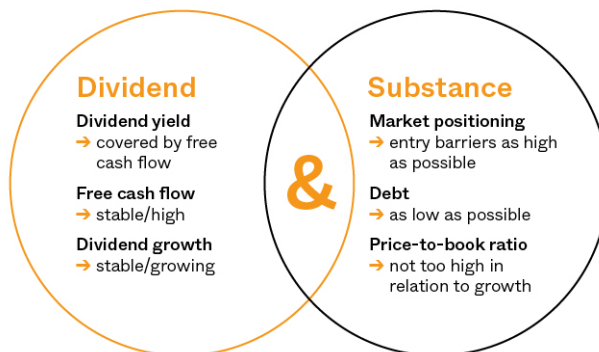 Dividend
Dividend yield
→ covered by free
cash flow
Free cash flow
→ stable/high
Dividend growth
→ stable/growing
&
Substance
Market positioning
→ entry barriers as high
as possible
Debt
→ as low as possible
Price-to-book ratio
→ not too high in
relation to growth